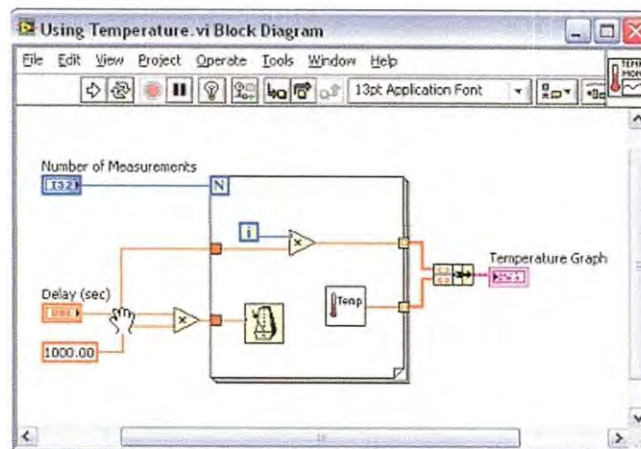 Using Temperature.vi Block Diagram
File Edit View Project Operate Tools Window Help
TEMP
13pt Application Font
Number of Measurements
I32
N
i
×
Temperature Graph
Delay (sec)
×
Temp
1000.00